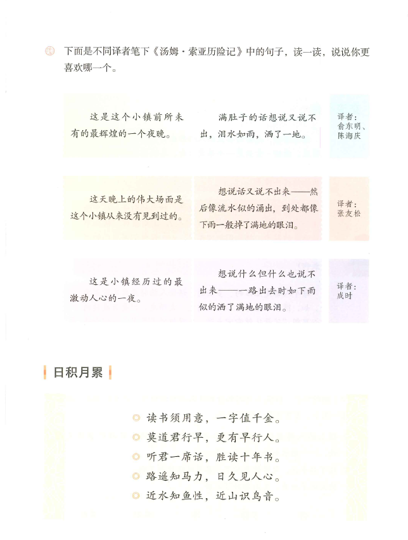 下面是不同译者笔下《汤姆·索亚历险记》中的句子，读一读，说说你更
喜欢哪一个。
这是这个小镇前所未
有的最辉煌的一个夜晚。
满肚子的话想说又说不
出，泪水如雨，洒了一地。
译者：
俞东明、
陈海庆
这天晚上的伟大场面是
这个小镇从来没有见到过的。
想说话又说不出来——然
后像流水似的涌出，到处都像
下雨一般掉了满地的眼泪。
译者：
张友松
这是小镇经历过的最
激动人心的一夜。
想说什么但什么也说不
出来——一路出去时如下雨
似的洒了满地的眼泪。
译者：
成时
日积月累
读书须用意，一字值千金。
莫道君行早，更有早行人。
听君一席话，胜读十年书。
路遥知马力，日久见人心。
近水知鱼性，近山识鸟音。